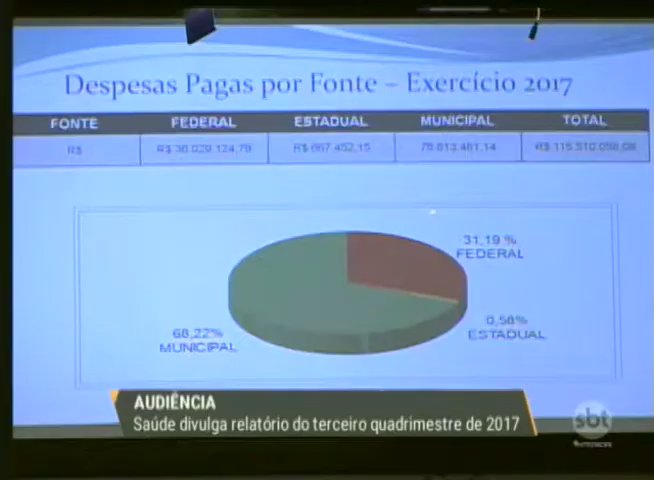 Despesas Pagas por Fonte – Exercício 2017
FONTE FEDERAL ESTADUAL MUNICIPAL TOTAL
R$
31,19 %
FEDERAL
0,58%
ESTADUAL
68,22%
MUNICIPAL
AUDIÊNCIA
Saúde divulga relatório do terceiro quadrimestre de 2017
sbt